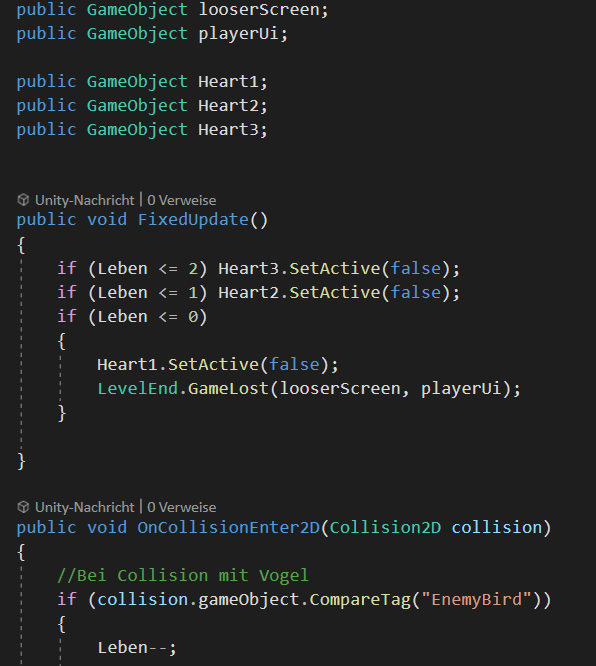 public GameObject looserScreen;
public GameObject playerUi;
public GameObject Heart1;
public GameObject Heart2;
public GameObject Heart3;
Unity-Nachricht | 0 Verweise
public void FixedUpdate()
{
if (Leben <= 2) Heart3.SetActive(false);
if (Leben <= 1) Heart2.SetActive(false);
if (Leben <= 0)
{
Heart1.SetActive(false);
LevelEnd.GameLost(looserScreen, playerUi);
}
}
Unity-Nachricht | 0 Verweise
public void OnCollisionEnter2D(Collision2D collision)
{
//Bei Collision mit Vogel
if (collision.gameObject.CompareTag("EnemyBird"))
{
Leben--;